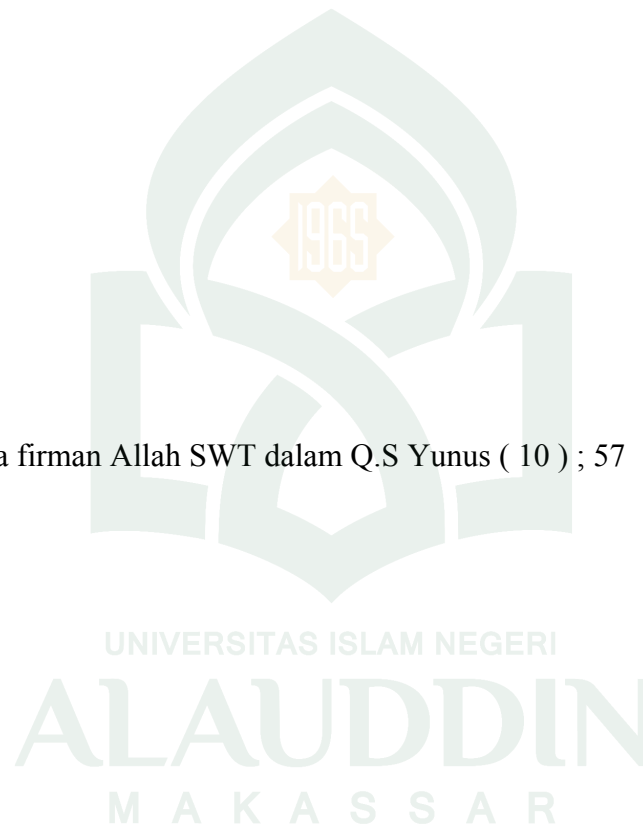 1965
a firman Allah SWT dalam Q.S Yunus ( 10 ) ; 57
UNIVERSITAS ISLAM NEGERI
ALAUDDIN
M A K A S S A R